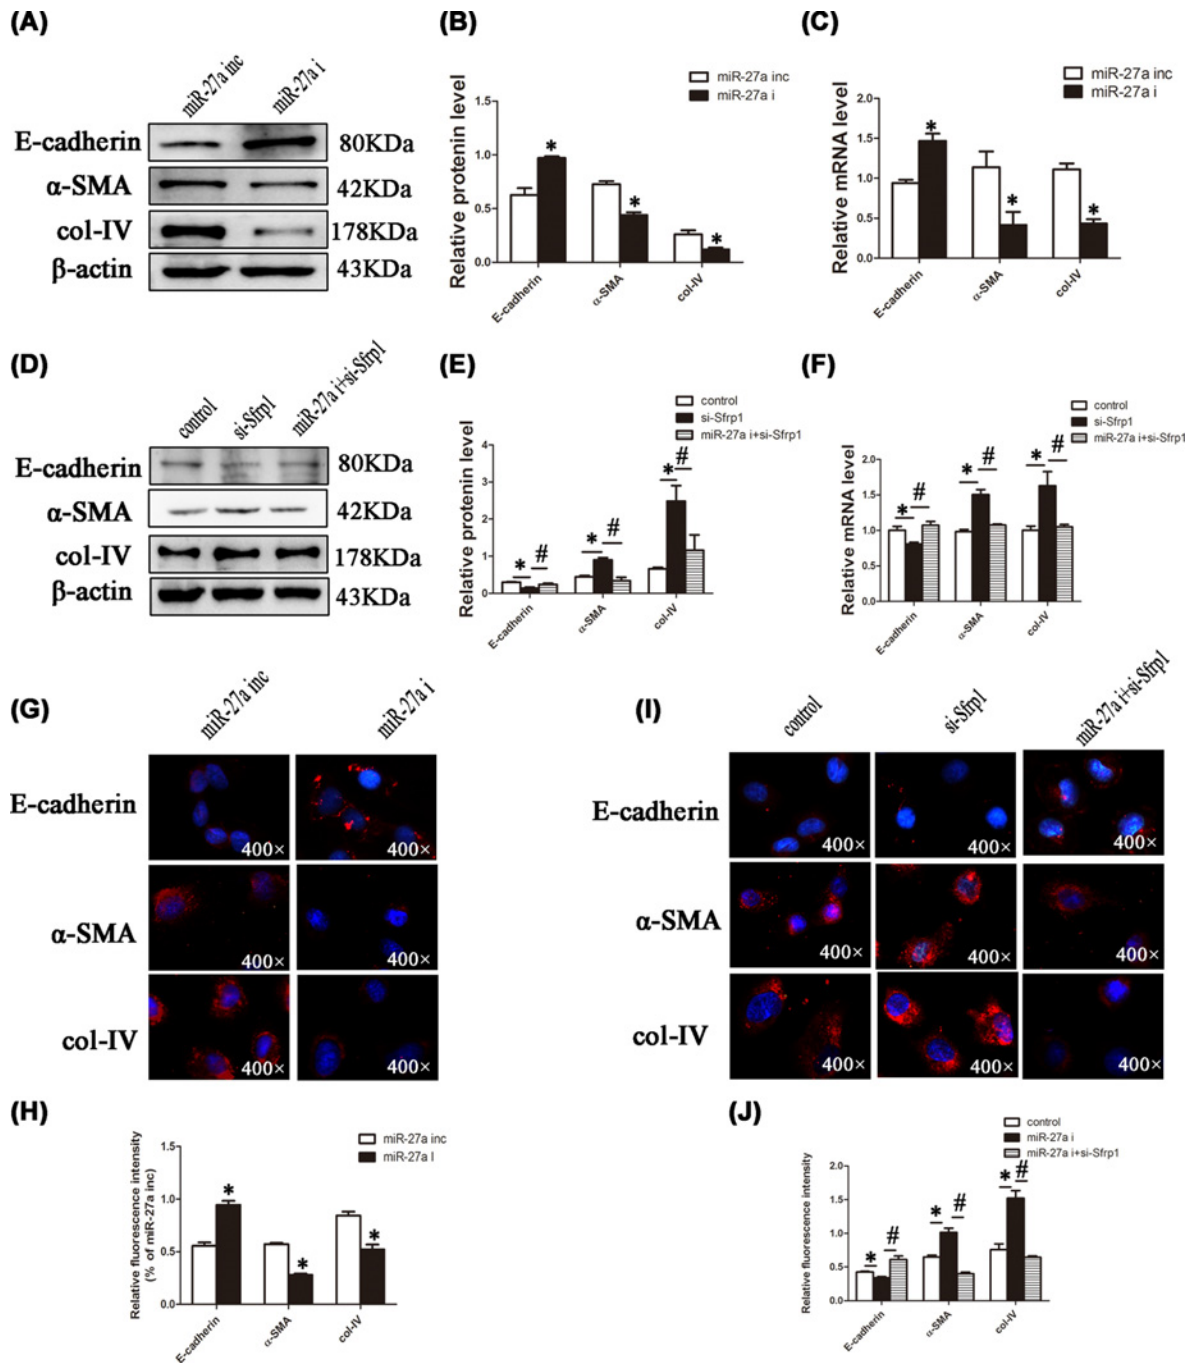 (A)
miR-27a inc
miR-27a i
E-cadherin
80KDa
α-SMA
42KDa
col-IV
178KDa
β-actin
43KDa
(B)
miR-27a inc
miR-27a i
Relative protenin level
1.5
1.0
0.5
0.0
*
*
*
E-cadherin
α-SMA
col-IV
(C)
miR-27a inc
miR-27a i
Relative mRNA level
2.0
1.5
1.0
0.5
0.0
*
*
*
E-cadherin
α-SMA
col-IV
(D)
control
si-Sfrp1
miR-27a i+si-Sfrp1
E-cadherin
80KDa
α-SMA
42KDa
col-IV
178KDa
β-actin
43KDa
(E)
control
si-Sfrp1
miR-27a i+si-Sfrp1
Relative protenin level
4
3
2
1
0
* #
* #
* #
E-cadherin
α-SMA
col-IV
(F)
control
si-Sfrp1
miR-27a i+si-Sfrp1
Relative mRNA level
2.0
1.5
1.0
0.5
0.0
* #
* #
* #
E-cadherin
α-SMA
col-IV
(G)
miR-27a inc
miR-27a i
E-cadherin
400×
400×
α-SMA
400×
400×
col-IV
400×
400×
(I)
control
si-Sfrp1
miR-27a i+si-Sfrp1
E-cadherin
400×
400×
400×
α-SMA
400×
400×
400×
col-IV
400×
400×
400×
(H)
miR-27a inc
miR-27a I
Relative fluorescence intensity
(% of miR-27a inc)
1.5
1.0
0.5
0.0
*
*
*
E-cadherin
α-SMA
col-IV
(J)
control
miR-27a i
miR-27a i+si-Sfrp1
Relative fluorescence intensity
2.0
1.5
1.0
0.5
0.0
* #
* #
* #
E-cadherin
α-SMA
col-IV